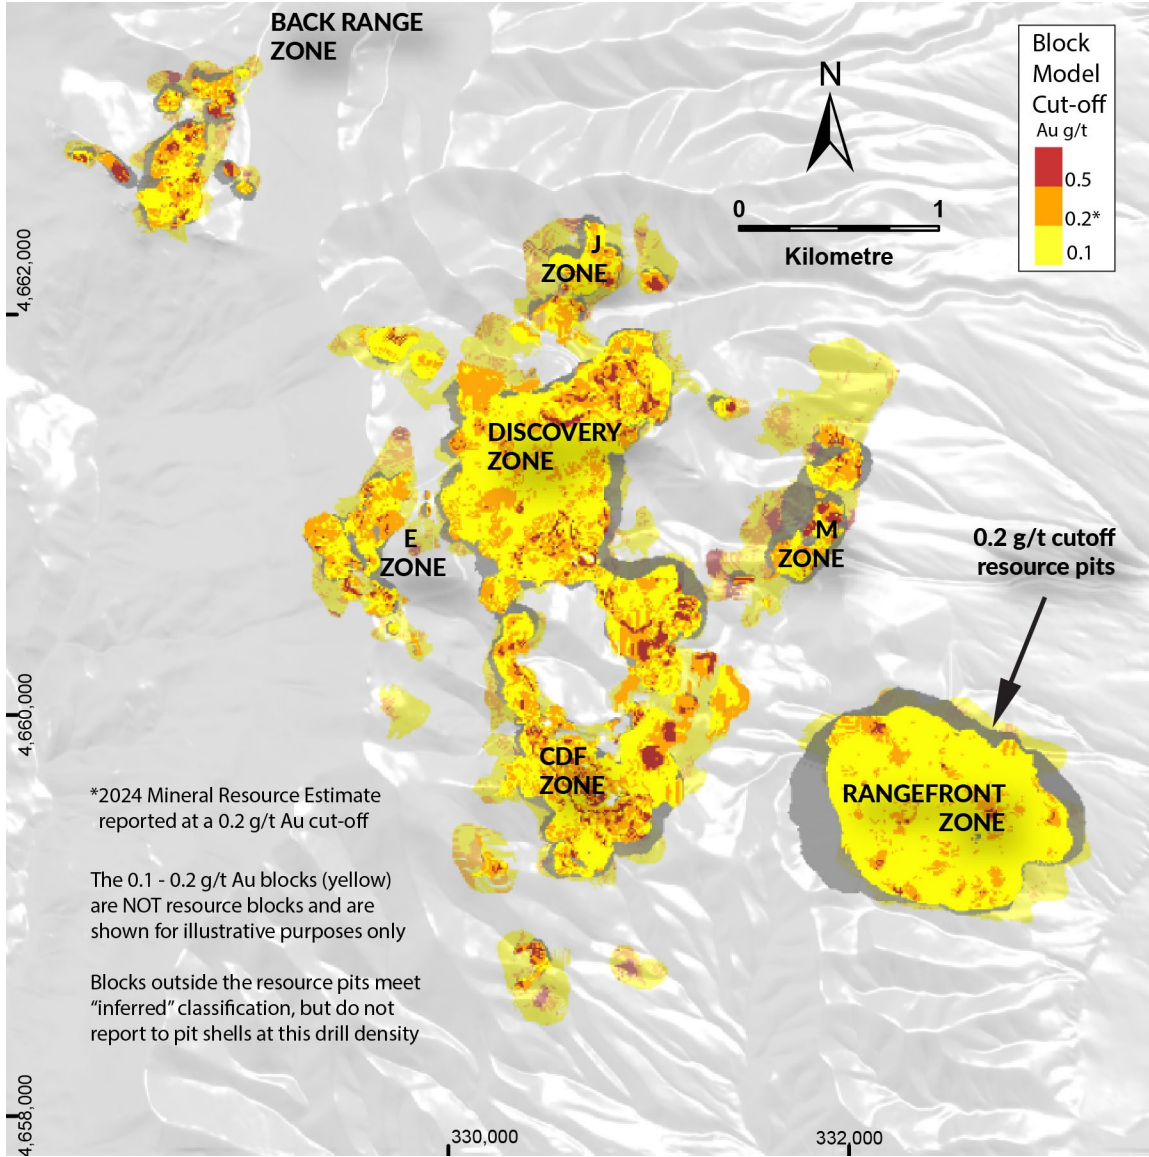 BACK RANGE
ZONE
N
0 1
Kilometre
Block
Model
Cut-off
Au g/t
0.5
0.2*
0.1
4,662,000
J
ZONE
DISCOVERY
ZONE
E
ZONE
M
ZONE
0.2 g/t cutoff
resource pits
4,660,000
CDF
ZONE
RANGEFRONT
ZONE
*2024 Mineral Resource Estimate
reported at a 0.2 g/t Au cut-off
The 0.1 - 0.2 g/t Au blocks (yellow)
are NOT resource blocks and are
shown for illustrative purposes only
Blocks outside the resource pits meet
“inferred” classification, but do not
report to pit shells at this drill density
4,658,000
330,000
332,000